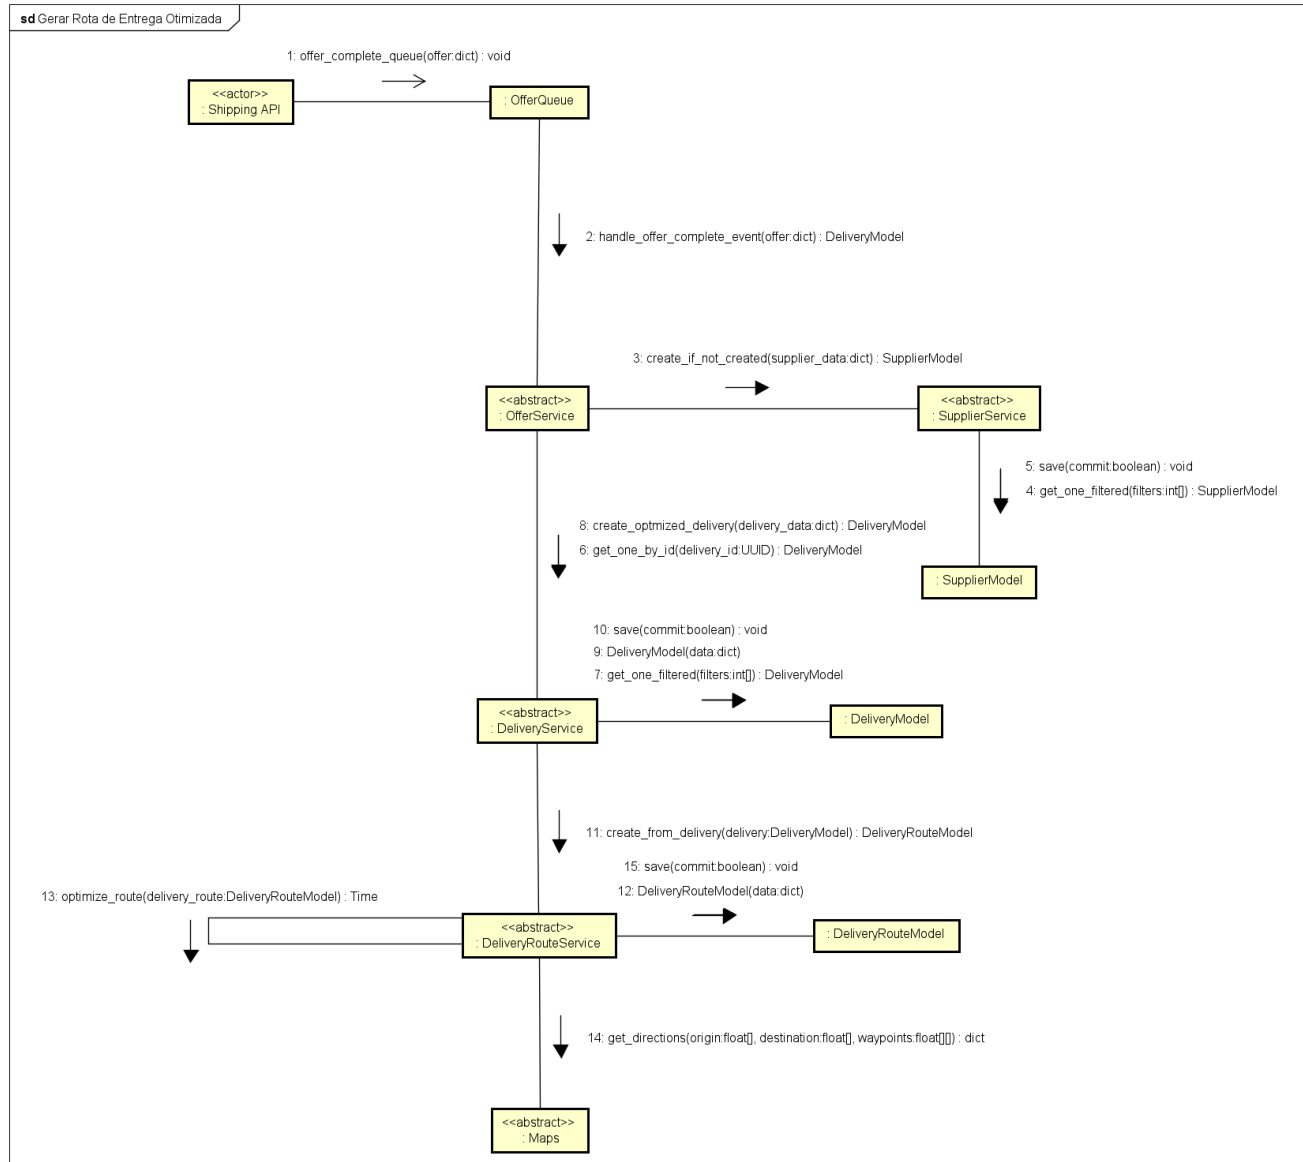 sd Gerar Rota de Entrega Otimizada
1: offer_complete_queue(offer:dict) : void
<<actor>>
: Shipping API
: OfferQueue
2: handle_offer_complete_event(offer:dict) : DeliveryModel
3: create_if_not_created(supplier_data:dict) : SupplierModel
<<abstract>>
: OfferService
<<abstract>>
: SupplierService
5: save(commit:boolean) : void
4: get_one_filtered(filters:int[]) : SupplierModel
8: create_optmized_delivery(delivery_data:dict) : DeliveryModel
6: get_one_by_id(delivery_id:UUID) : DeliveryModel
: SupplierModel
10: save(commit:boolean) : void
9: DeliveryModel(data:dict)
7: get_one_filtered(filters:int[]) : DeliveryModel
<<abstract>>
: DeliveryService
: DeliveryModel
11: create_from_delivery(delivery:DeliveryModel) : DeliveryRouteModel
15: save(commit:boolean) : void
12: DeliveryRouteModel(data:dict)
13: optimize_route(delivery_route:DeliveryRouteModel) : Time
<<abstract>>
: DeliveryRouteService
: DeliveryRouteModel
14: get_directions(origin:float[], destination:float[], waypoints:float[][]) : dict
<<abstract>>
: Maps